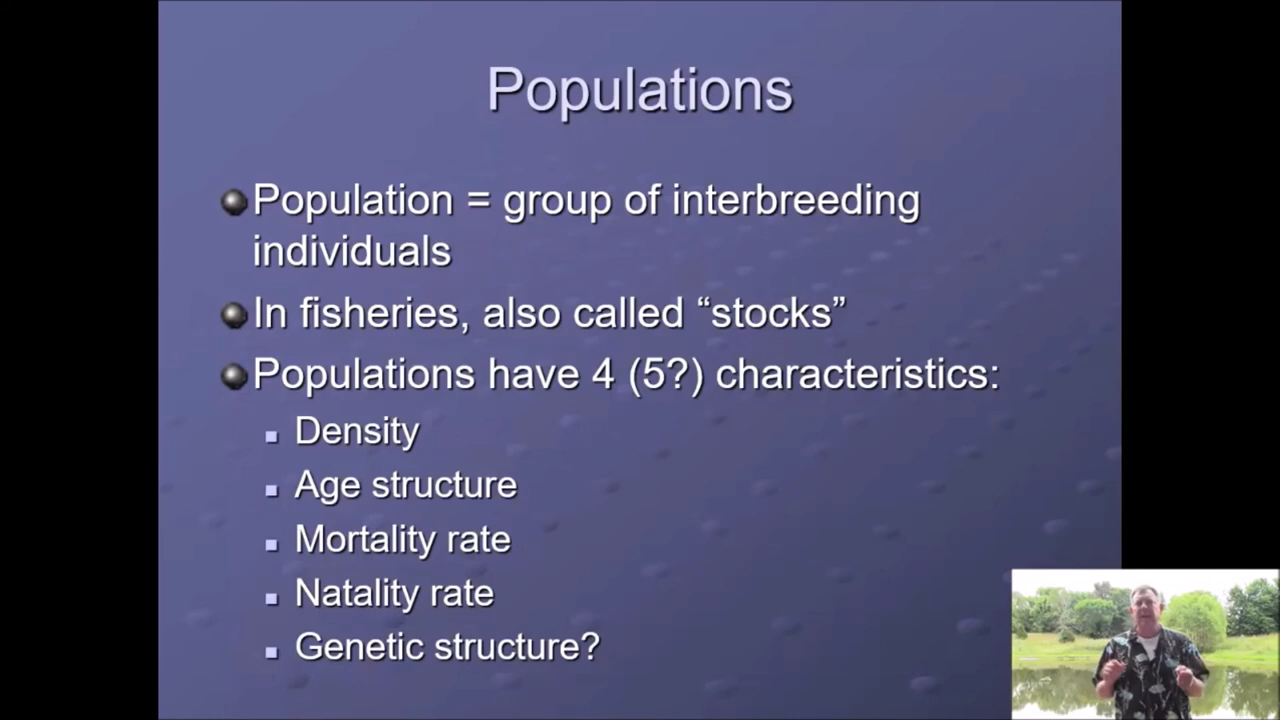 Populations
Population = group of interbreeding
individuals
In fisheries, also called “stocks”
Populations have 4 (5?) characteristics:
Density
Age structure
Mortality rate
Natality rate
Genetic structure?